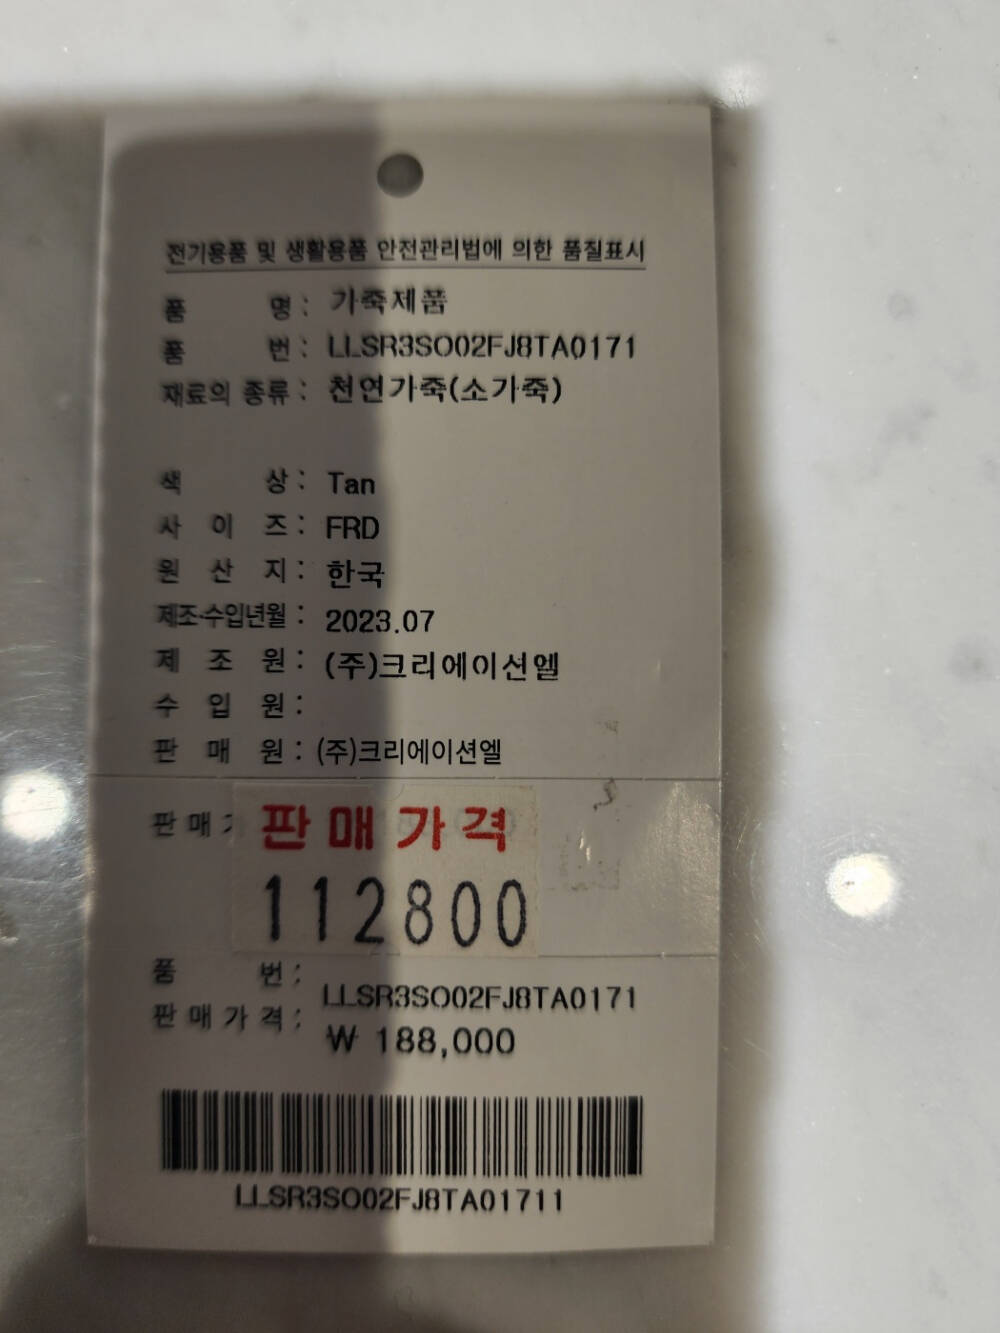 전기용품 및 생활용품 안전관리법에 의한 품질표시
품 명 : 가죽제품
품 번 : LLSR3SO02FJ8TA0171
재료의 종류 : 천연가죽(소가죽)
색 상 : Tan
사 이 즈 : FRD
원 산 지 : 한국
제조·수입년월 : 2023.07
제 조 원 : (주)크리에이션엘
수 입 원 :
판 매 원 : (주)크리에이션엘
판 매 판매가격
112800
품 번 : LLSR3SO02FJ8TA0171
판 매 가 격 : ₩ 188,000
LLSR3SO02FJ8TA01711